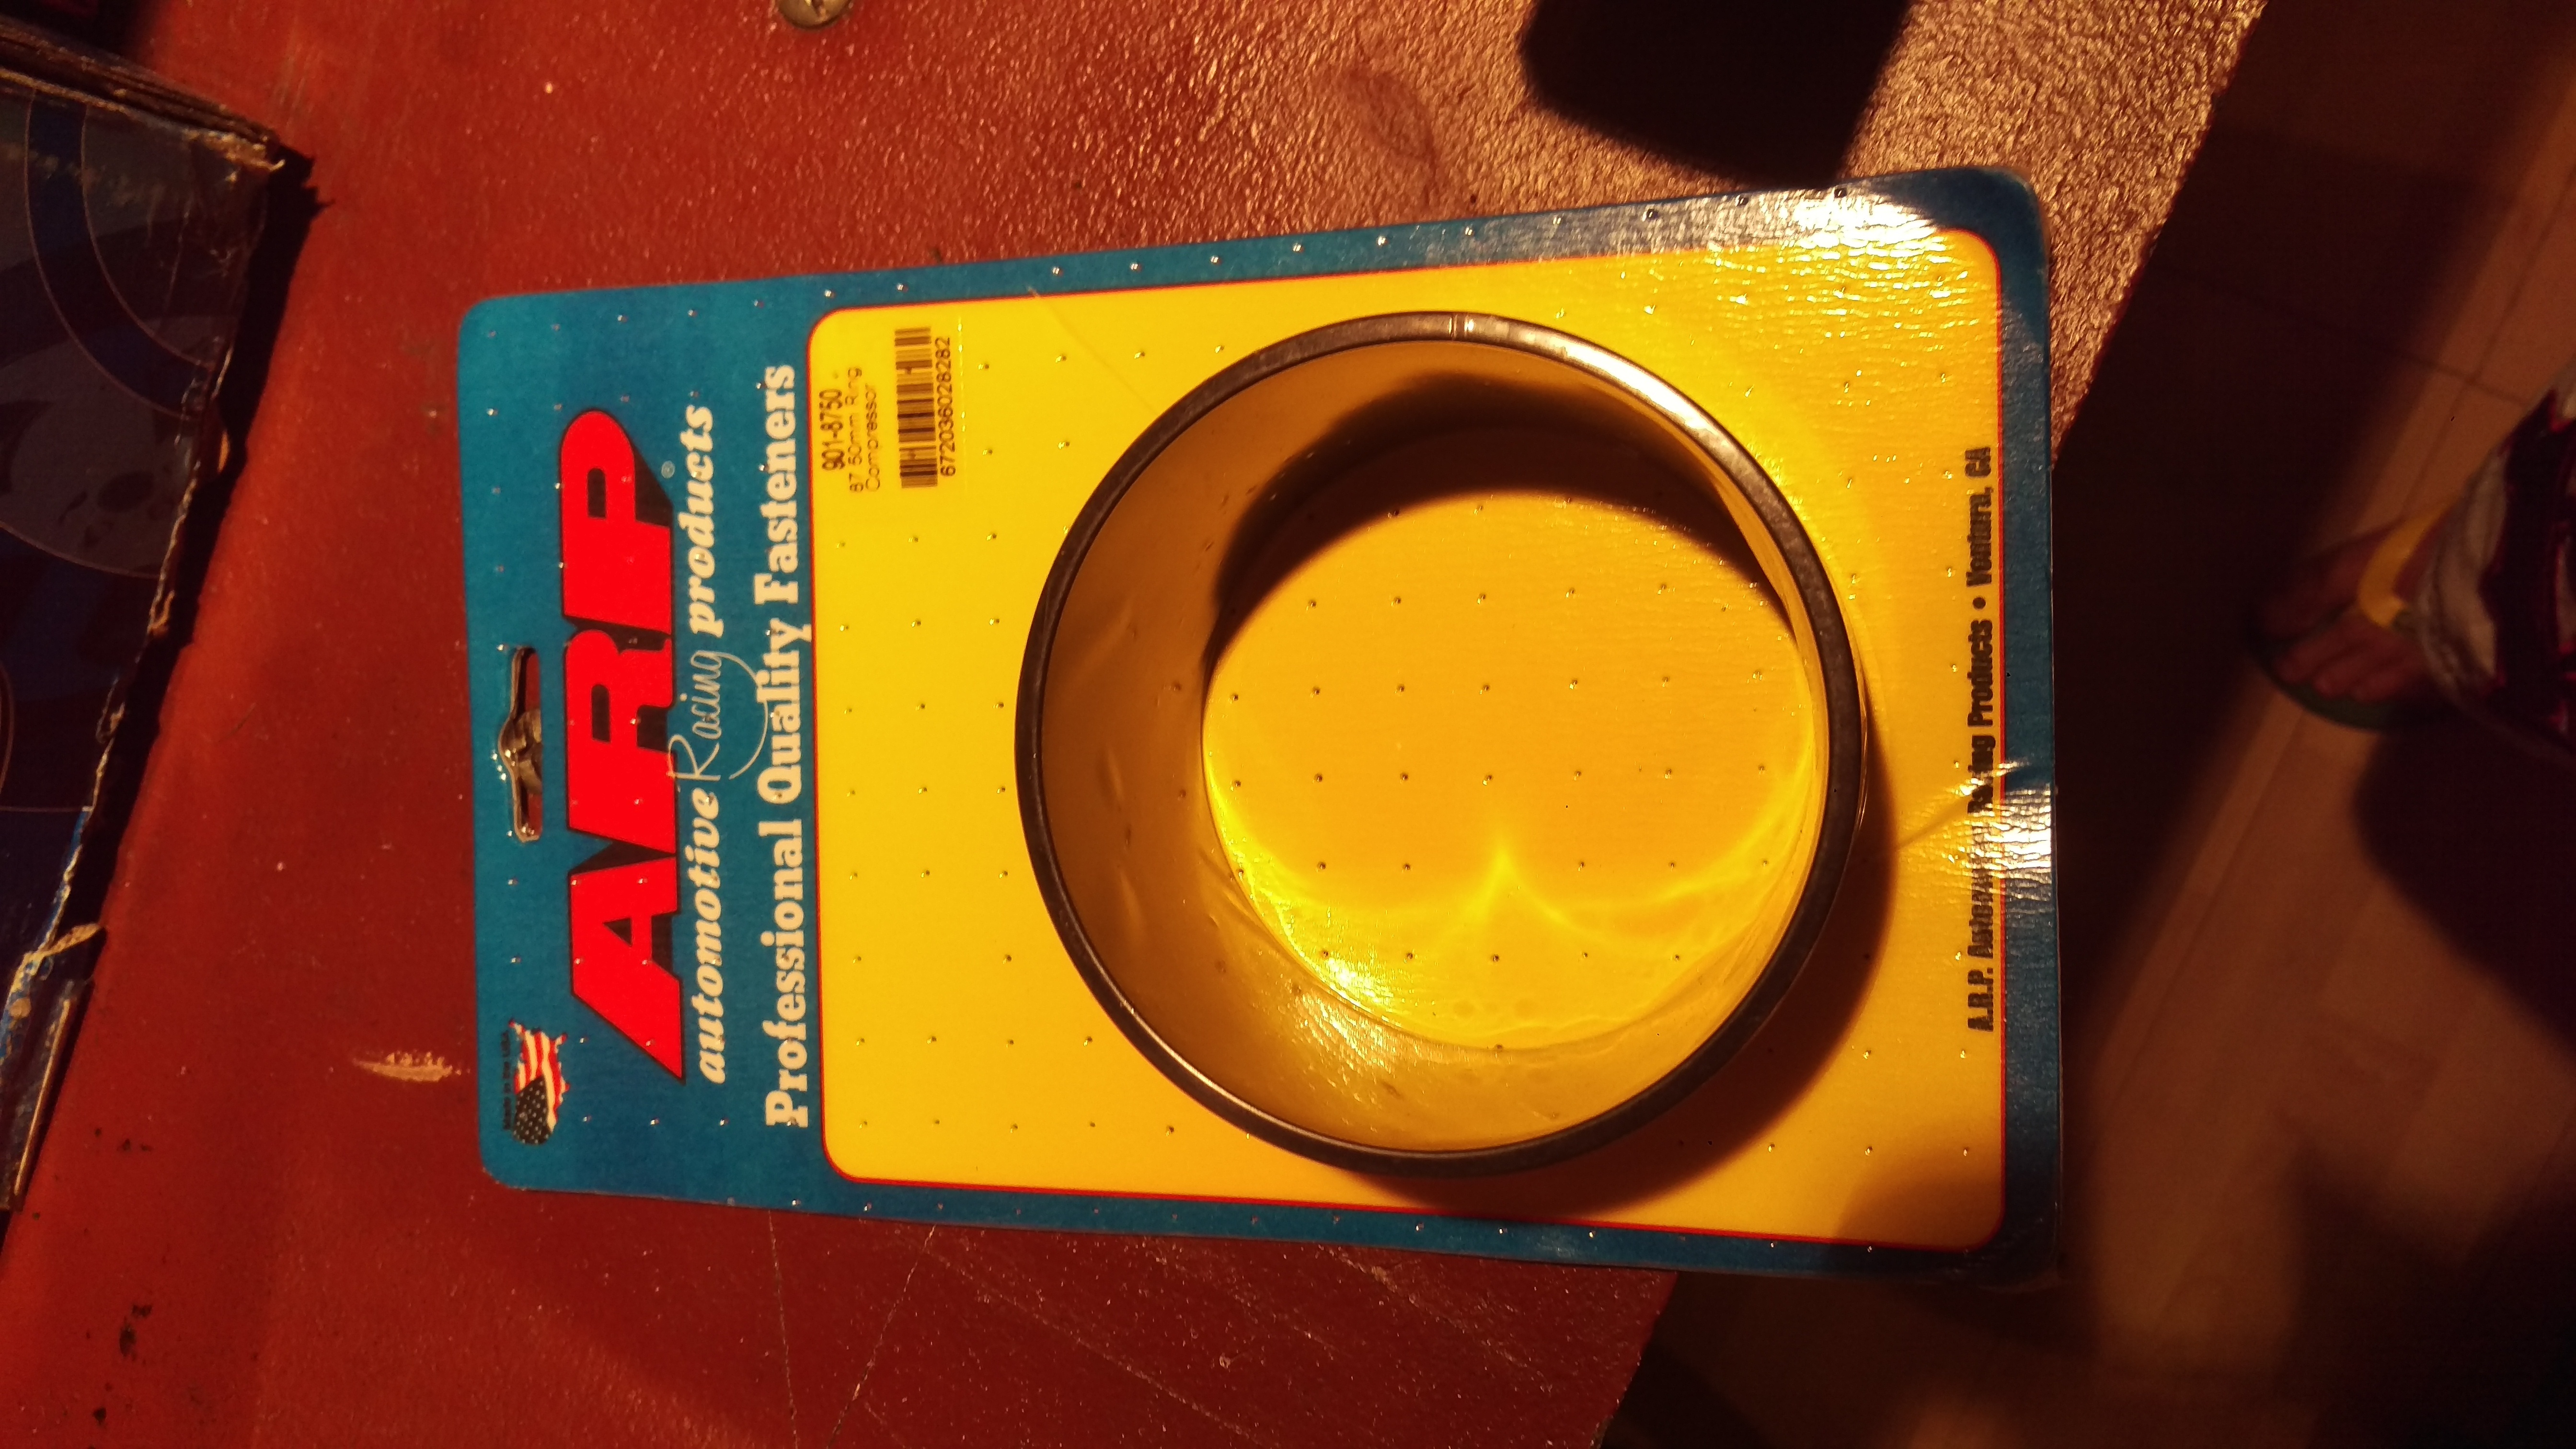 ARP®
automotive Racing products
Professional Quality Fasteners
901-8750
87.50mm Ring
Compressor
672036028282
A.R.P. Automotive Racing Products • Ventura, CA